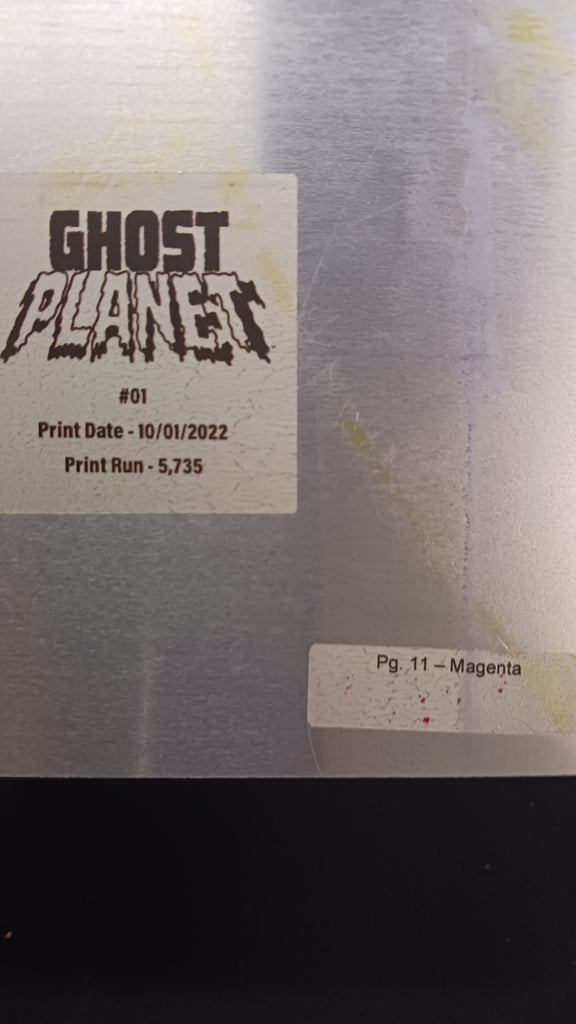 GHOST
PLANET
#01
Print Date - 10/01/2022
Print Run - 5,735
Pg. 11 – Magenta